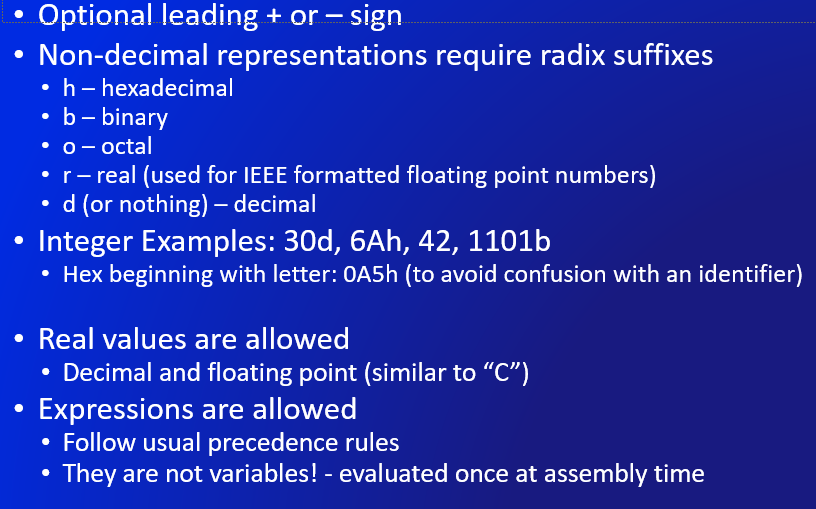 • Optional leading + or – sign
• Non-decimal representations require radix suffixes
• h – hexadecimal
• b – binary
• o – octal
• r – real (used for IEEE formatted floating point numbers)
• d (or nothing) – decimal
• Integer Examples: 30d, 6Ah, 42, 1101b
• Hex beginning with letter: 0A5h (to avoid confusion with an identifier)
• Real values are allowed
• Decimal and floating point (similar to “C”)
• Expressions are allowed
• Follow usual precedence rules
• They are not variables! - evaluated once at assembly time